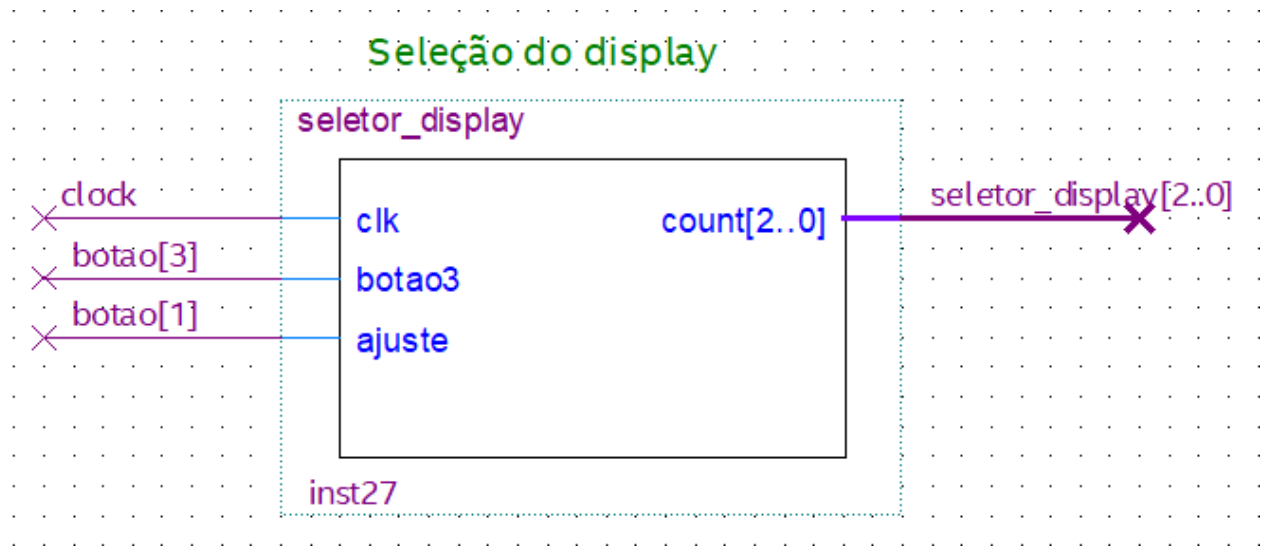 Seleção do display
seletor_display
clock
clk
count[2..0]
seletor_display[2..0]
botao[3]
botao3
botao[1]
ajuste
inst27